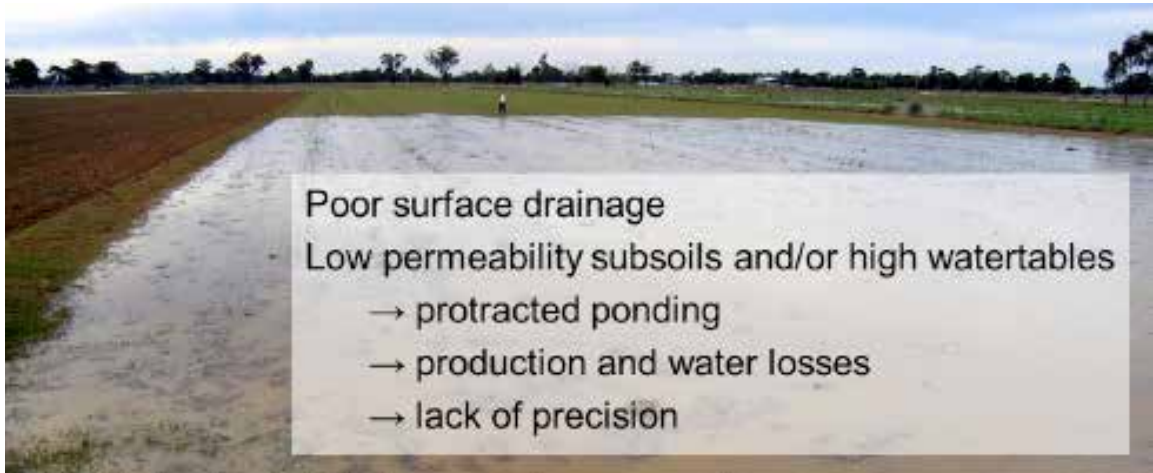 Poor surface drainage
Low permeability subsoils and/or high watertables
→ protracted ponding
→ production and water losses
→ lack of precision